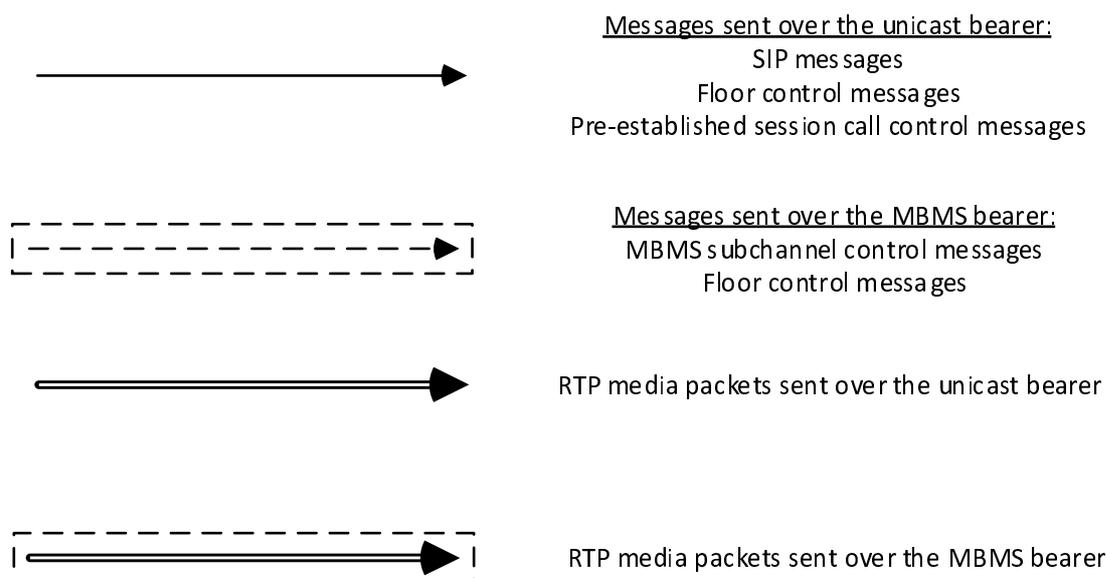 Messages sent over the unicast bearer:
SIP messages
Floor control messages
Pre-established session call control messages
Messages sent over the MBMS bearer:
MBMS subchannel control messages
Floor control messages
RTP media packets sent over the unicast bearer
RTP media packets sent over the MBMS bearer